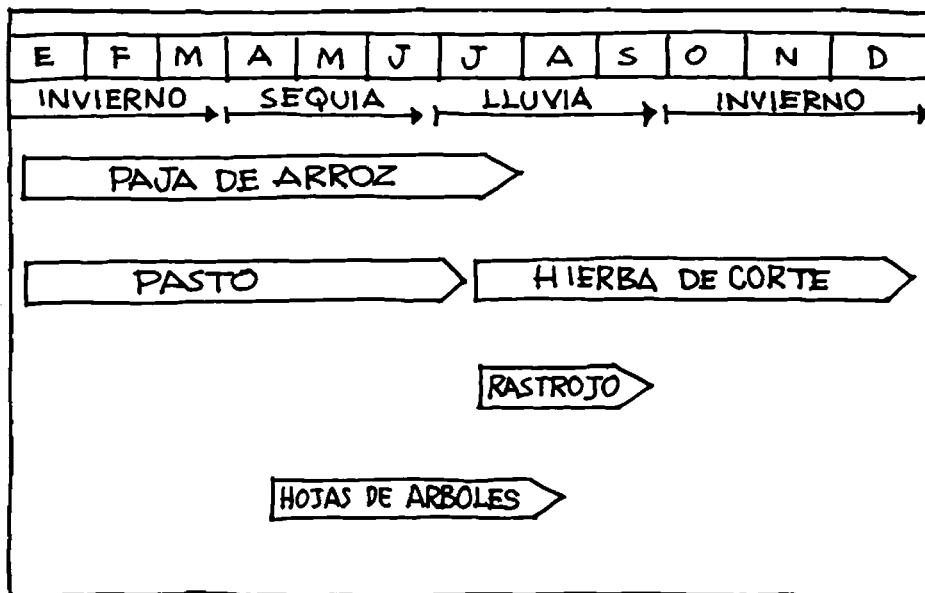 E F M A M J J A S O N D
INVIERNO SEQUIA LLUVIA INVIERNO
PAJA DE ARROZ
PASTO HIERBA DE CORTE
RASTROJO
HOJAS DE ARBOLES